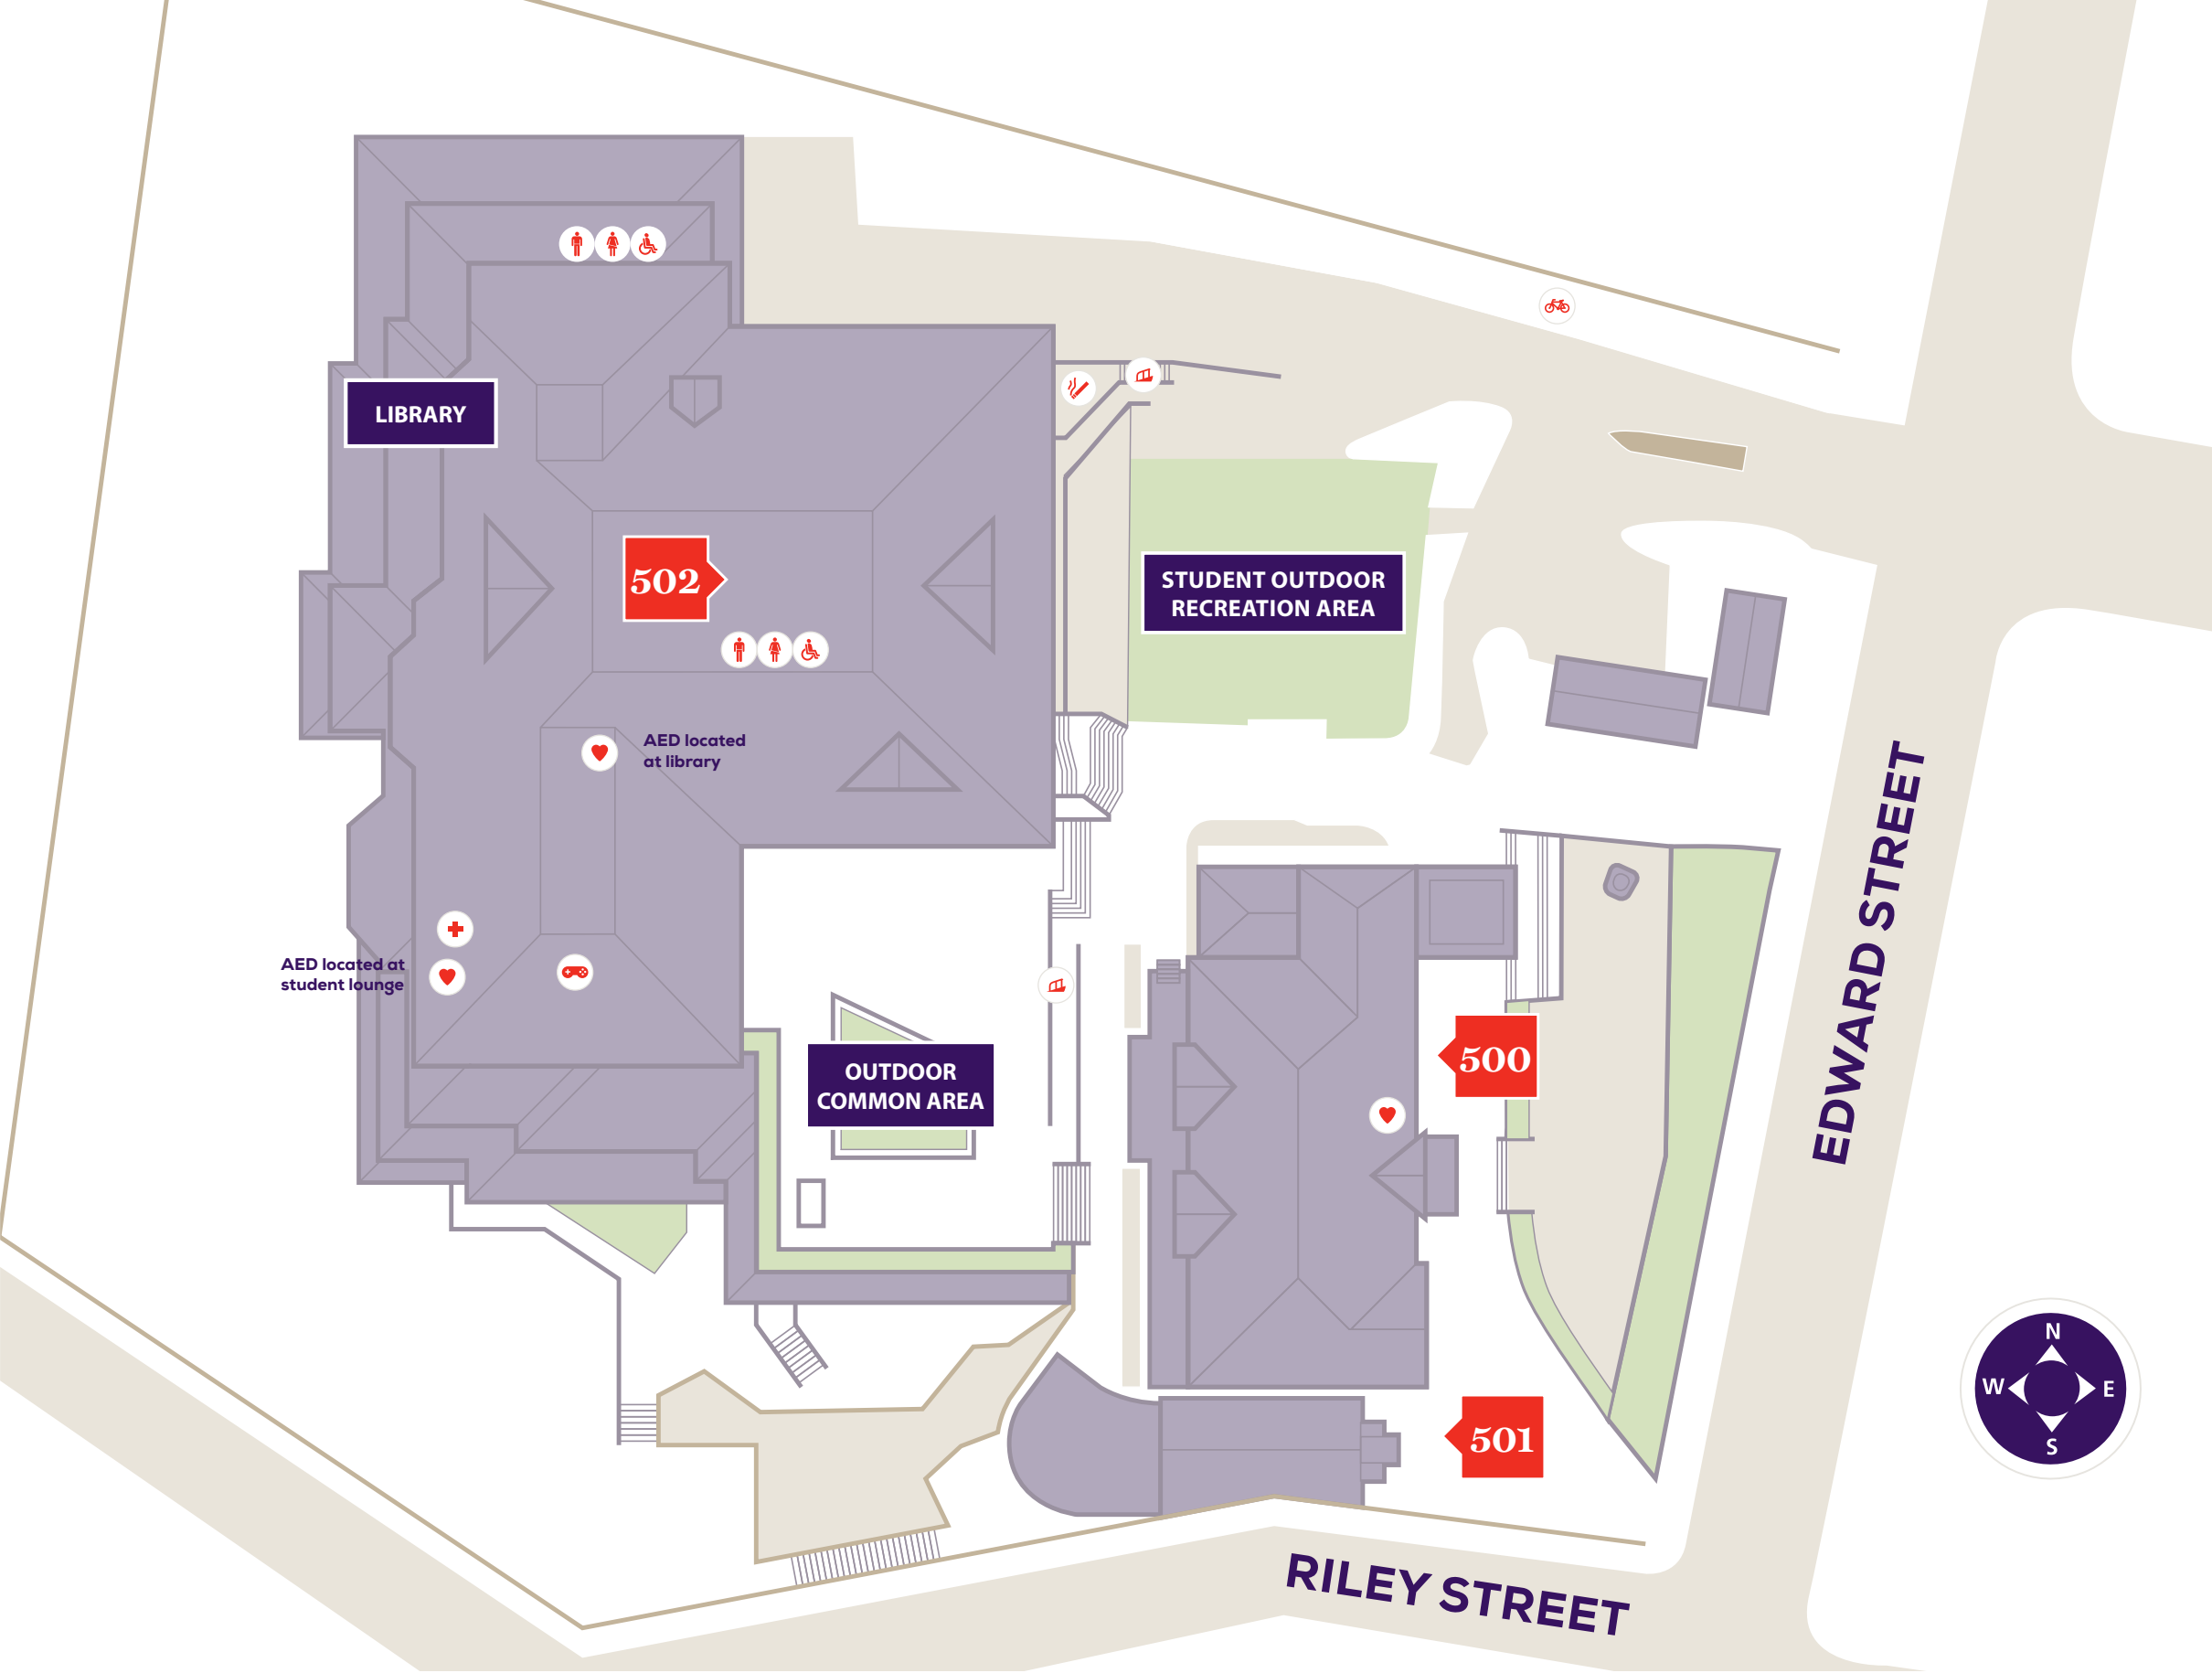 LIBRARY
502
STUDENT OUTDOOR
RECREATION AREA
AED located
at library
AED located at
student lounge
OUTDOOR
COMMON AREA
500
EDWARD STREET
501
RILEY STREET
N
W
E
S